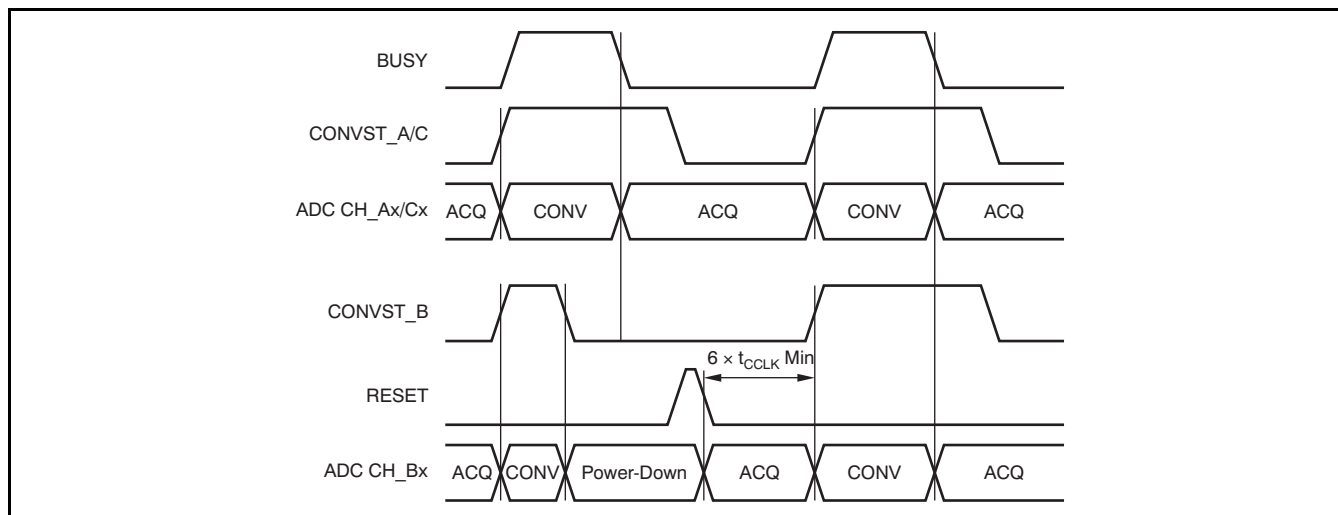 BUSY
CONVST_A/C
ADC CH_Ax/Cx
ACQ CONV ACQ CONV ACQ
CONVST_B
6 × tCCLK Min
RESET
ADC CH_Bx
ACQ CONV Power-Down ACQ CONV ACQ